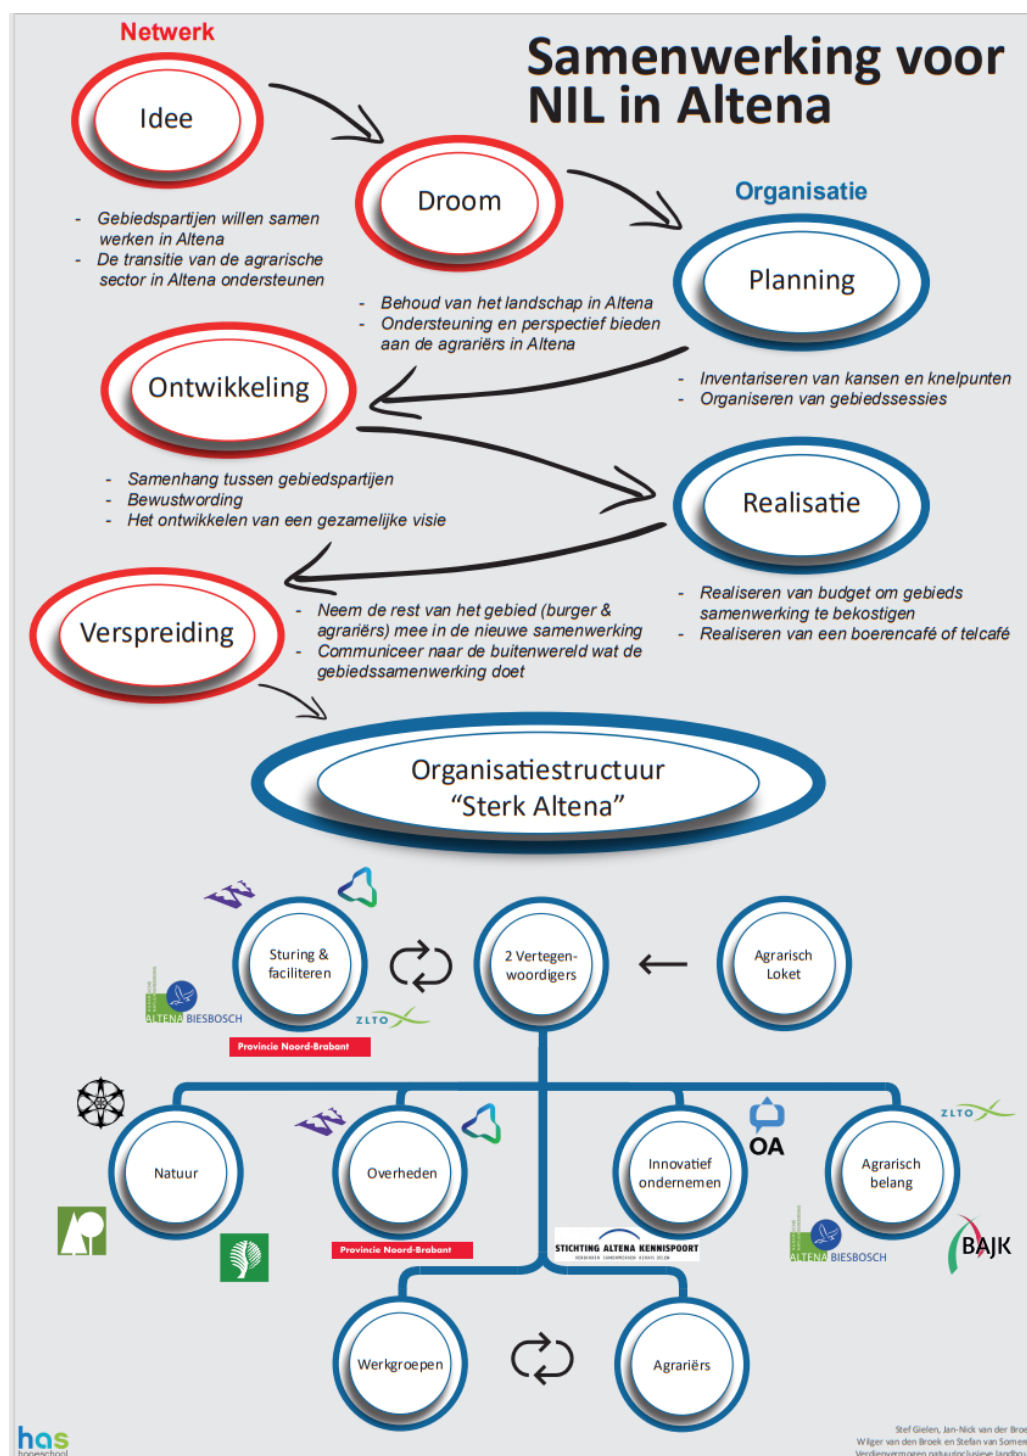 Netwerk
Samenwerking voor
NIL in Altena
Idee
Droom
Organisatie
- Gebiedspartijen willen samen
werken in Altena
- De transitie van de agrarische
sector in Altena ondersteunen
Planning
- Behoud van het landschap in Altena
- Ondersteuning en perspectief bieden
aan de agrariërs in Altena
Ontwikkeling
- Inventariseren van kansen en knelpunten
- Organiseren van gebiedssessies
- Samenhang tussen gebiedspartijen
- Bewustwording
- Het ontwikkelen van een gezamelijke visie
Realisatie
- Realiseren van budget om gebieds
samenwerking te bekostigen
- Realiseren van een boerencafé of telcafé
Verspreiding
- Neem de rest van het gebied (burger &
agrariërs) mee in de nieuwe samenwerking
- Communiceer naar de buitenwereld wat de
gebiedssamenwerking doet
Organisatiestructuur
“Sterk Altena”
Sturing &
faciliteren
2 Vertegen-
woordigers
Agrarisch
Loket
ALTENA BIESBOSCH
ZLTO
Provincie Noord-Brabant
Natuur
Overheden
Innovatief
ondernemen
OA
Agrarisch
belang
ZLTO
Provincie Noord-Brabant
STICHTING ALTENA KENNISPOORT
ALTENA BIESBOSCH
BAJK
Werkgroepen
Agrariërs
has
hogeschool
Stef Gielen, Jan-Nick van der Broe
Wilger van den Broek en Stefan van Somere
Verdienvermogen natuurinclusieve landbou